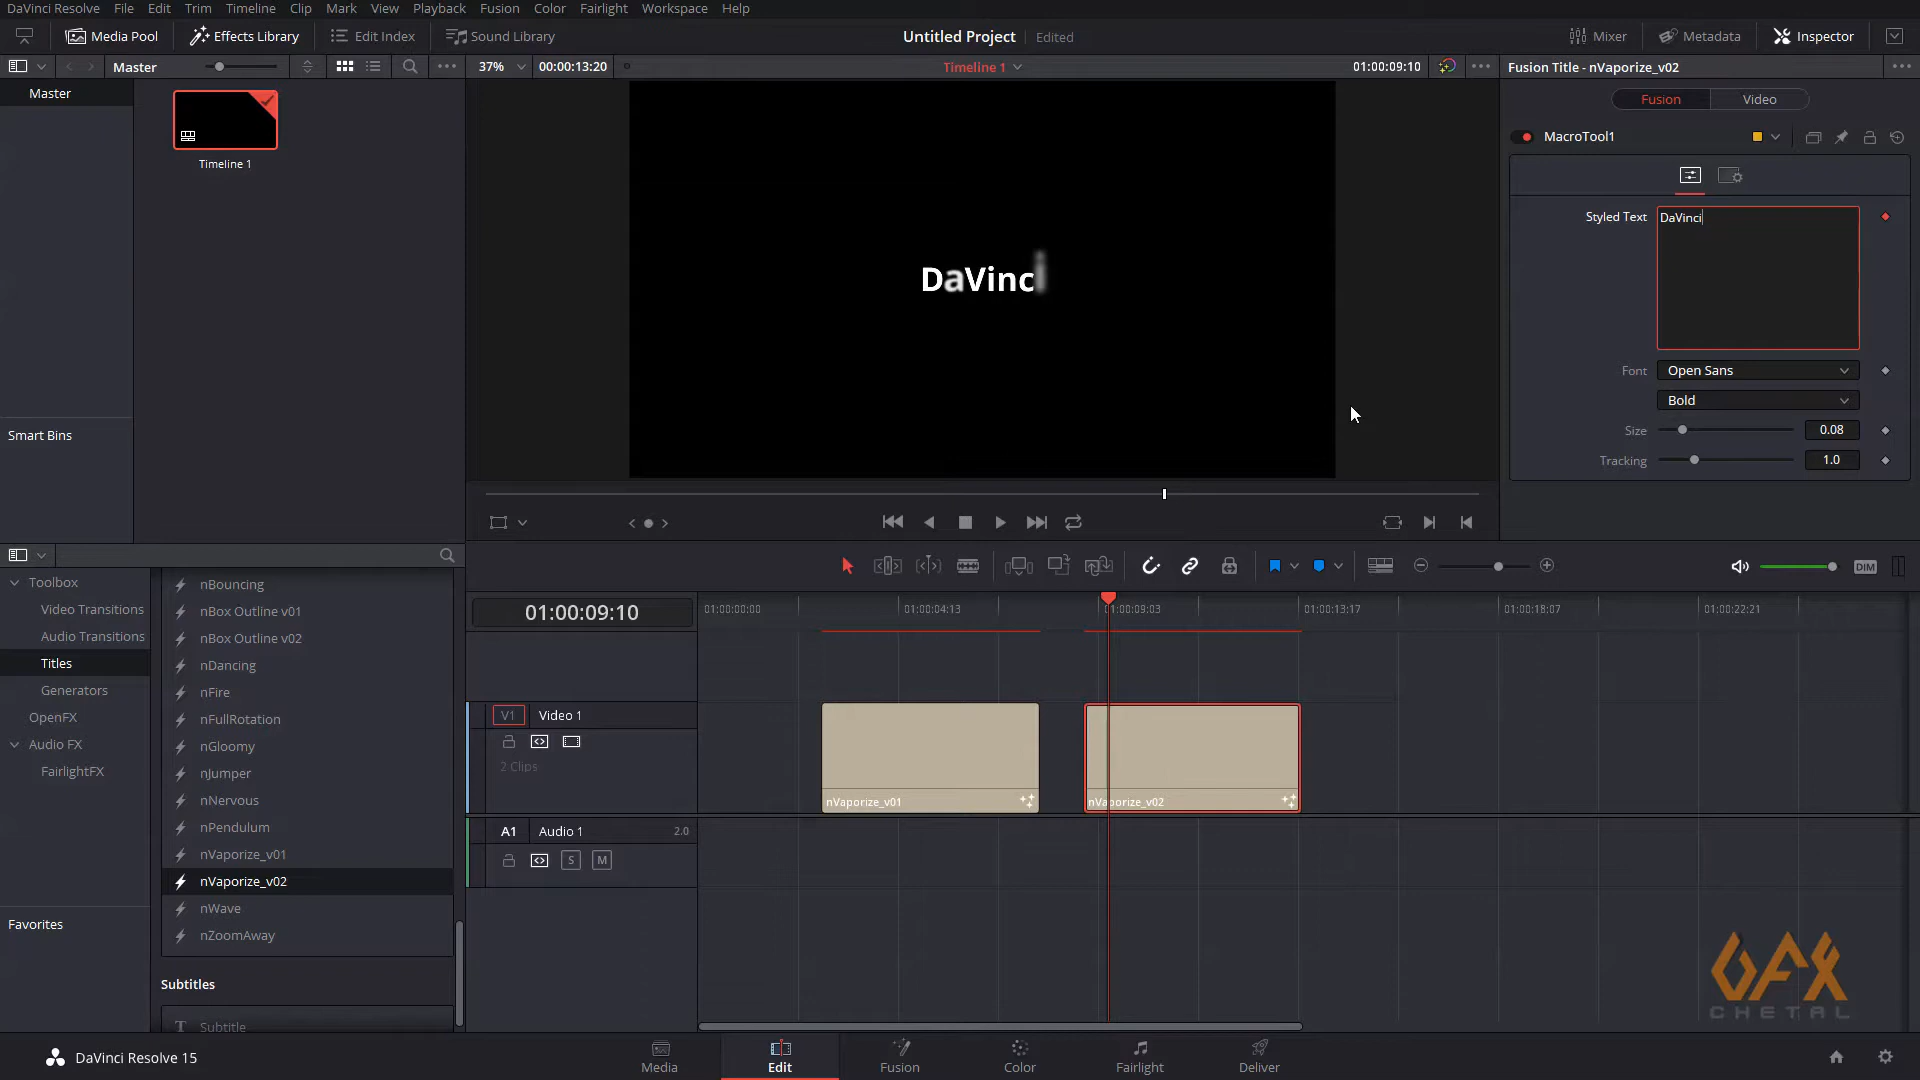 DaVinci Resolve File Edit Trim Timeline Clip Mark View Playback Fusion Color Fairlight Workspace Help
Media Pool Effects Library Edit Index Sound Library Untitled Project Edited Mixer Metadata Inspector
Master 37% 00:00:13:20 Timeline 1 01:00:09:10 Fusion Title - nVaporize_v02
Master
Timeline 1
Smart Bins
DaVinci
Fusion Video
MacroTool1
Styled Text DaVinci
Font Open Sans
Bold
Size 0.08
Tracking 1.0
Toolbox
Video Transitions
Audio Transitions
Titles
Generators
OpenFX
Audio FX
FairlightFX
Favorites
nBouncing
nBox Outline v01
nBox Outline v02
nDancing
nFire
nFullRotation
nGloomy
nJumper
nNervous
nPendulum
nVaporize_v01
nVaporize_v02
nWave
nZoomAway
Subtitles
T Subtitle
DIM
01:00:09:10 01:00:00:00 01:00:04:13 01:00:09:03 01:00:13:17 01:00:18:07 01:00:22:21
V1 Video 1
2 Clips
nVaporize_v01 nVaporize_v02
A1 Audio 1 2.0
S M
GFX
CHETAL
DaVinci Resolve 15 Media Edit Fusion Color Fairlight Deliver